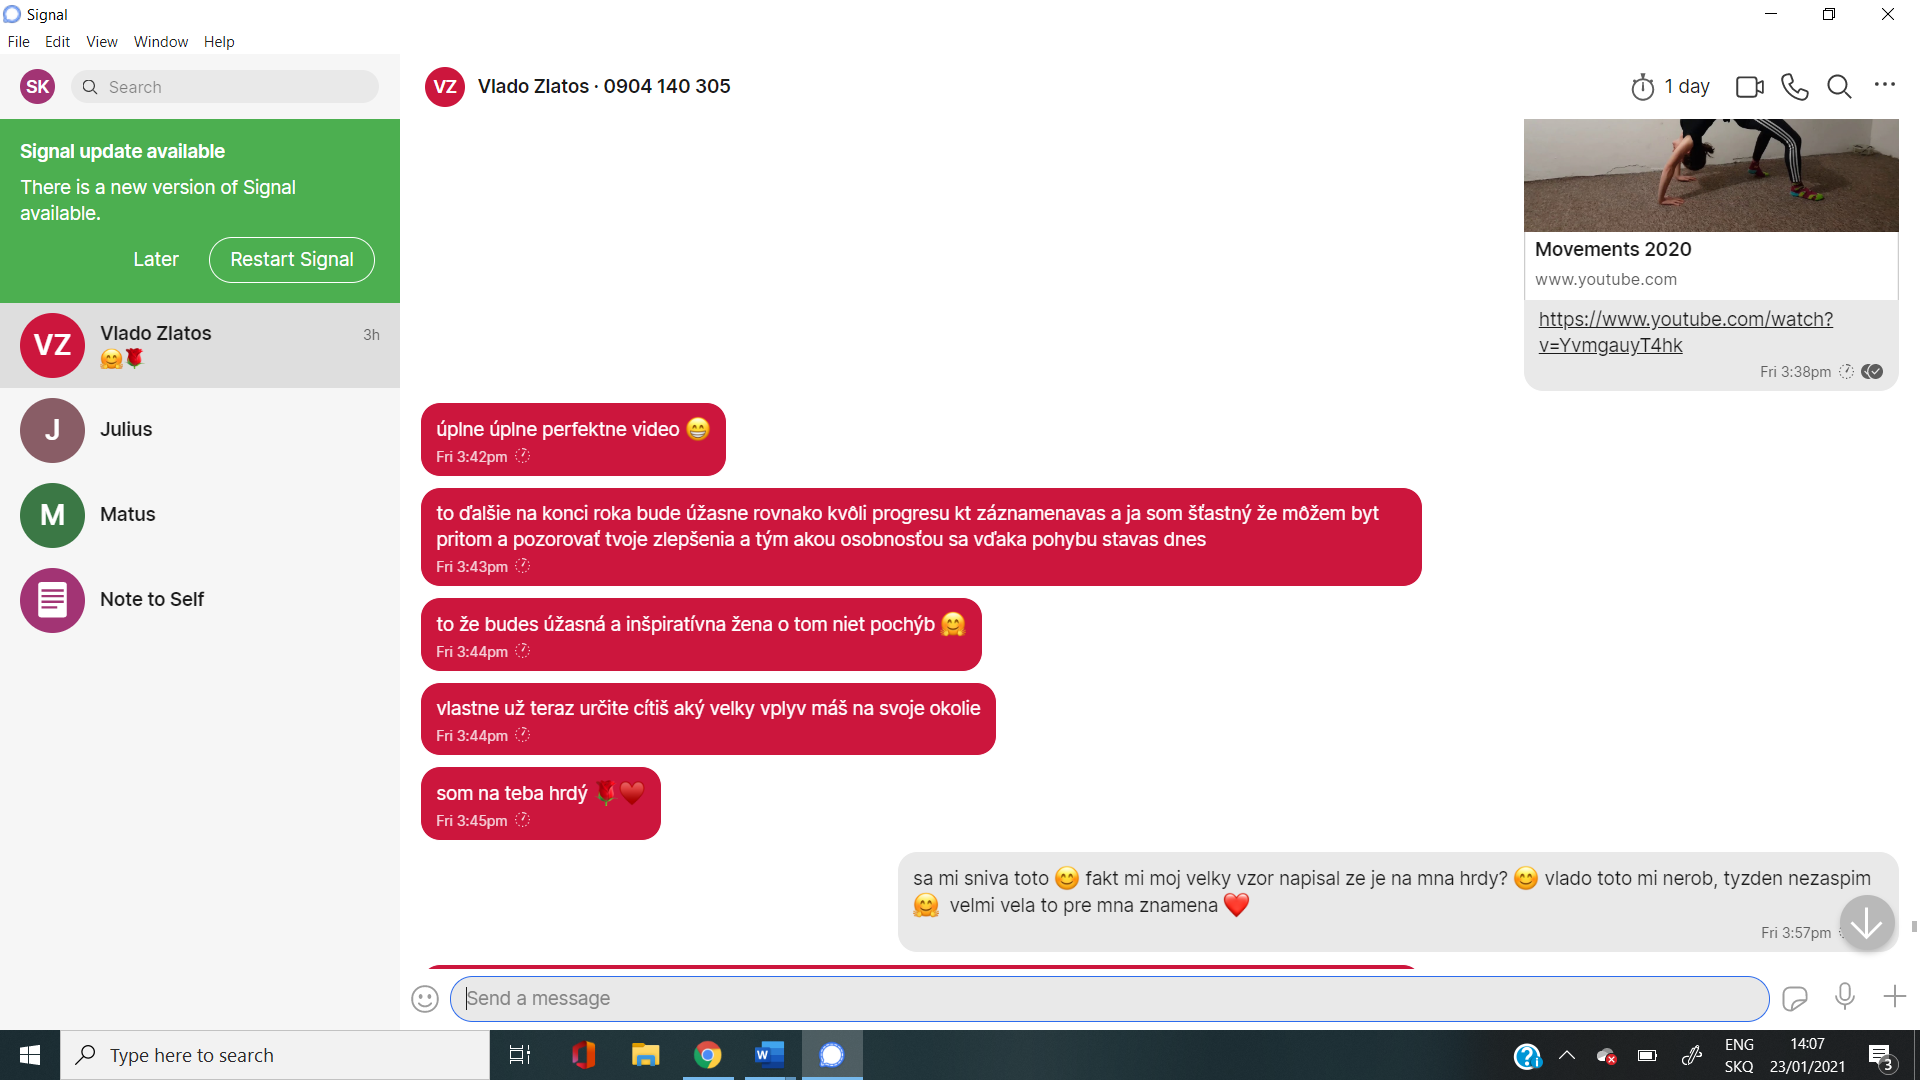 Signal
File Edit View Window Help
SK Search
Signal update available
There is a new version of Signal
available.
Later Restart Signal
VZ Vlado Zlatos 3h
🤗🌹
J Julius
M Matus
Note to Self
VZ Vlado Zlatos · 0904 140 305
1 day
Movements 2020
www.youtube.com
https://www.youtube.com/watch?
v=YvmgauyT4hk
Fri 3:38pm
úplne úplne perfektne video 😁
Fri 3:42pm
to ďalšie na konci roka bude úžasne rovnako kvôli progresu kt záznamenavas a ja som šťastný že môžem byt
pritom a pozorovať tvoje zlepšenia a tým akou osobnosťou sa vďaka pohybu stavas dnes
Fri 3:43pm
to že budes úžasná a inšpiratívna žena o tom niet pochýb 🤗
Fri 3:44pm
vlastne už teraz určite cítiš aký velky vplyv máš na svoje okolie
Fri 3:44pm
som na teba hrdý 🌹♥️
Fri 3:45pm
sa mi sniva toto 😊 fakt mi moj velky vzor napisal ze je na mna hrdy? 😊 vlado toto mi nerob, tyzden nezaspim
🤗 velmi vela to pre mna znamena ❤️
Fri 3:57pm
Send a message
Type here to search
ENG
SKQ
14:07
23/01/2021
3